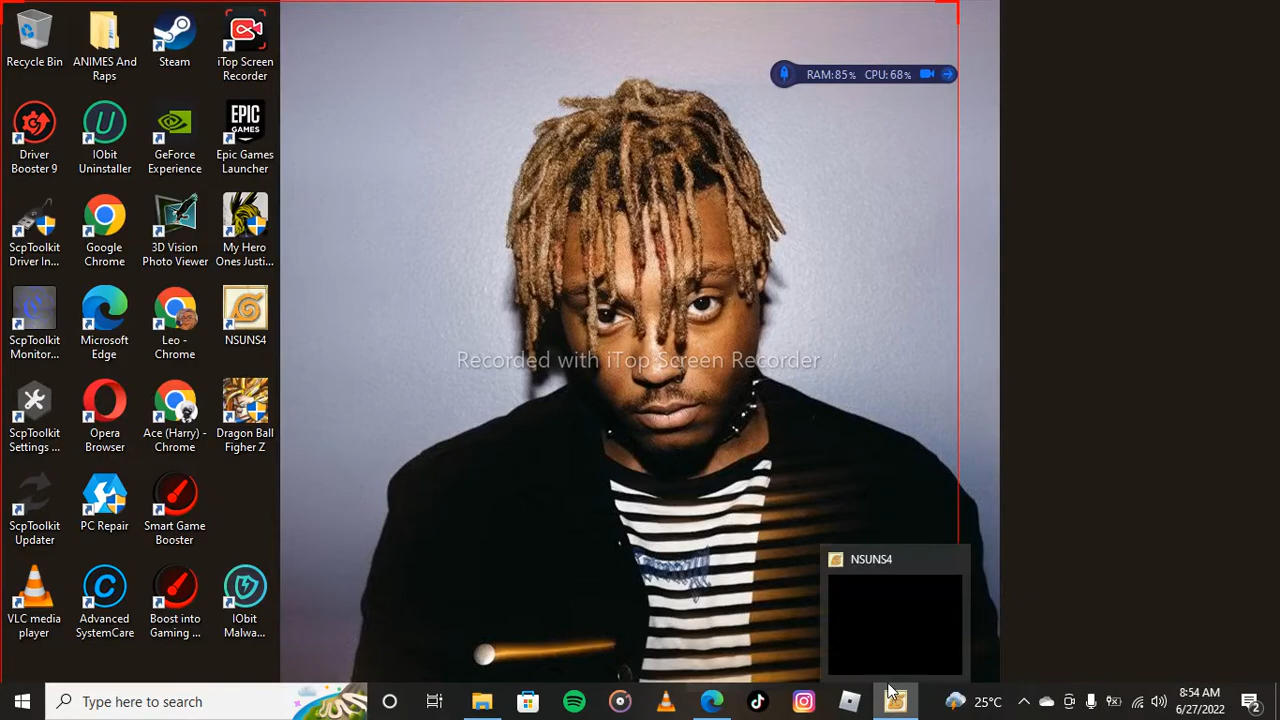 Recycle Bin
ANIMES And
Raps
Steam
iTop Screen
Recorder
RAM:85%
CPU:68%
Driver
Booster 9
IObit
Uninstaller
GeForce
Experience
EPIC
GAMES
Epic Games
Launcher
ScpToolkit
Driver In...
Google
Chrome
3D Vision
Photo Viewer
My Hero
Ones Justi...
ScpToolkit
Monitor...
Microsoft
Edge
Leo -
Chrome
NSUNS4
Recorded with iTop Screen Recorder
ScpToolkit
Settings ...
Opera
Browser
Ace (Harry) -
Chrome
Dragon Ball
Figher Z
ScpToolkit
Updater
PC Repair
Smart Game
Booster
NSUNS4
VLC media
player
Advanced
SystemCare
Boost into
Gaming ...
IObit
Malwa...
Type here to search
25°C
8:54 AM
6/27/2022
2